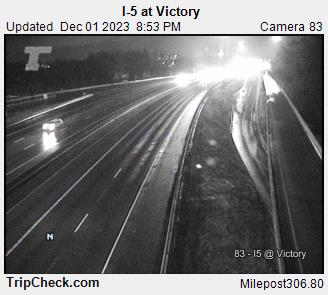 I-5 at Victory
Updated Dec 01 2023 8:53 PM Camera 83
T
N
83 - I5 @ Victory
TripCheck.com Milepost306.80